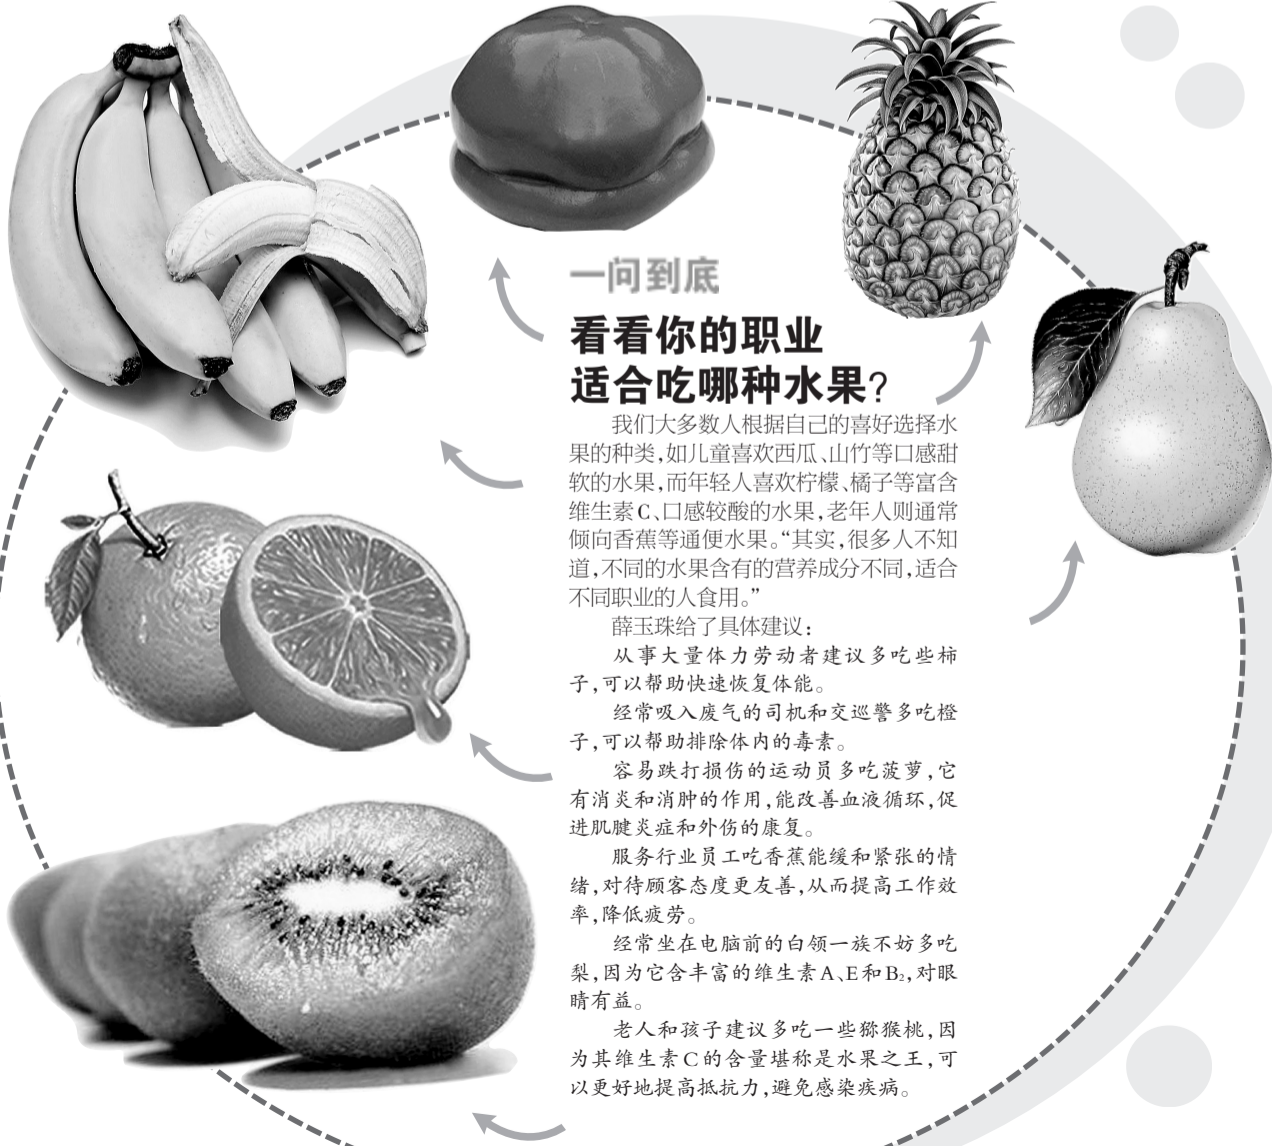 一问到底
看看你的职业
适合吃哪种水果?
我们大多数人根据自己的喜好选择水
果的种类,如儿童喜欢西瓜、山竹等口感甜
软的水果,而年轻人喜欢柠檬、橘子等富含
维生素C、口感较酸的水果,老年人则通常
倾向香蕉等通便水果。“其实,很多人不知
道,不同的水果含有的营养成分不同,适合
不同职业的人食用。”
薛玉珠给了具体建议:
从事大量体力劳动者建议多吃些柿
子,可以帮助快速恢复体能。
经常吸入废气的司机和交巡警多吃橙
子,可以帮助排除体内的毒素。
容易跌打损伤的运动员多吃菠萝,它
有消炎和消肿的作用,能改善血液循环,促
进肌腱炎症和外伤的康复。
服务行业员工吃香蕉能缓和紧张的情
绪,对待顾客态度更友善,从而提高工作效
率,降低疲劳。
经常坐在电脑前的白领一族不妨多吃
梨,因为它含丰富的维生素A、E和B₂,对眼
睛有益。
老人和孩子建议多吃一些猕猴桃,因
为其维生素C的含量堪称是水果之王,可
以更好地提高抵抗力,避免感染疾病。